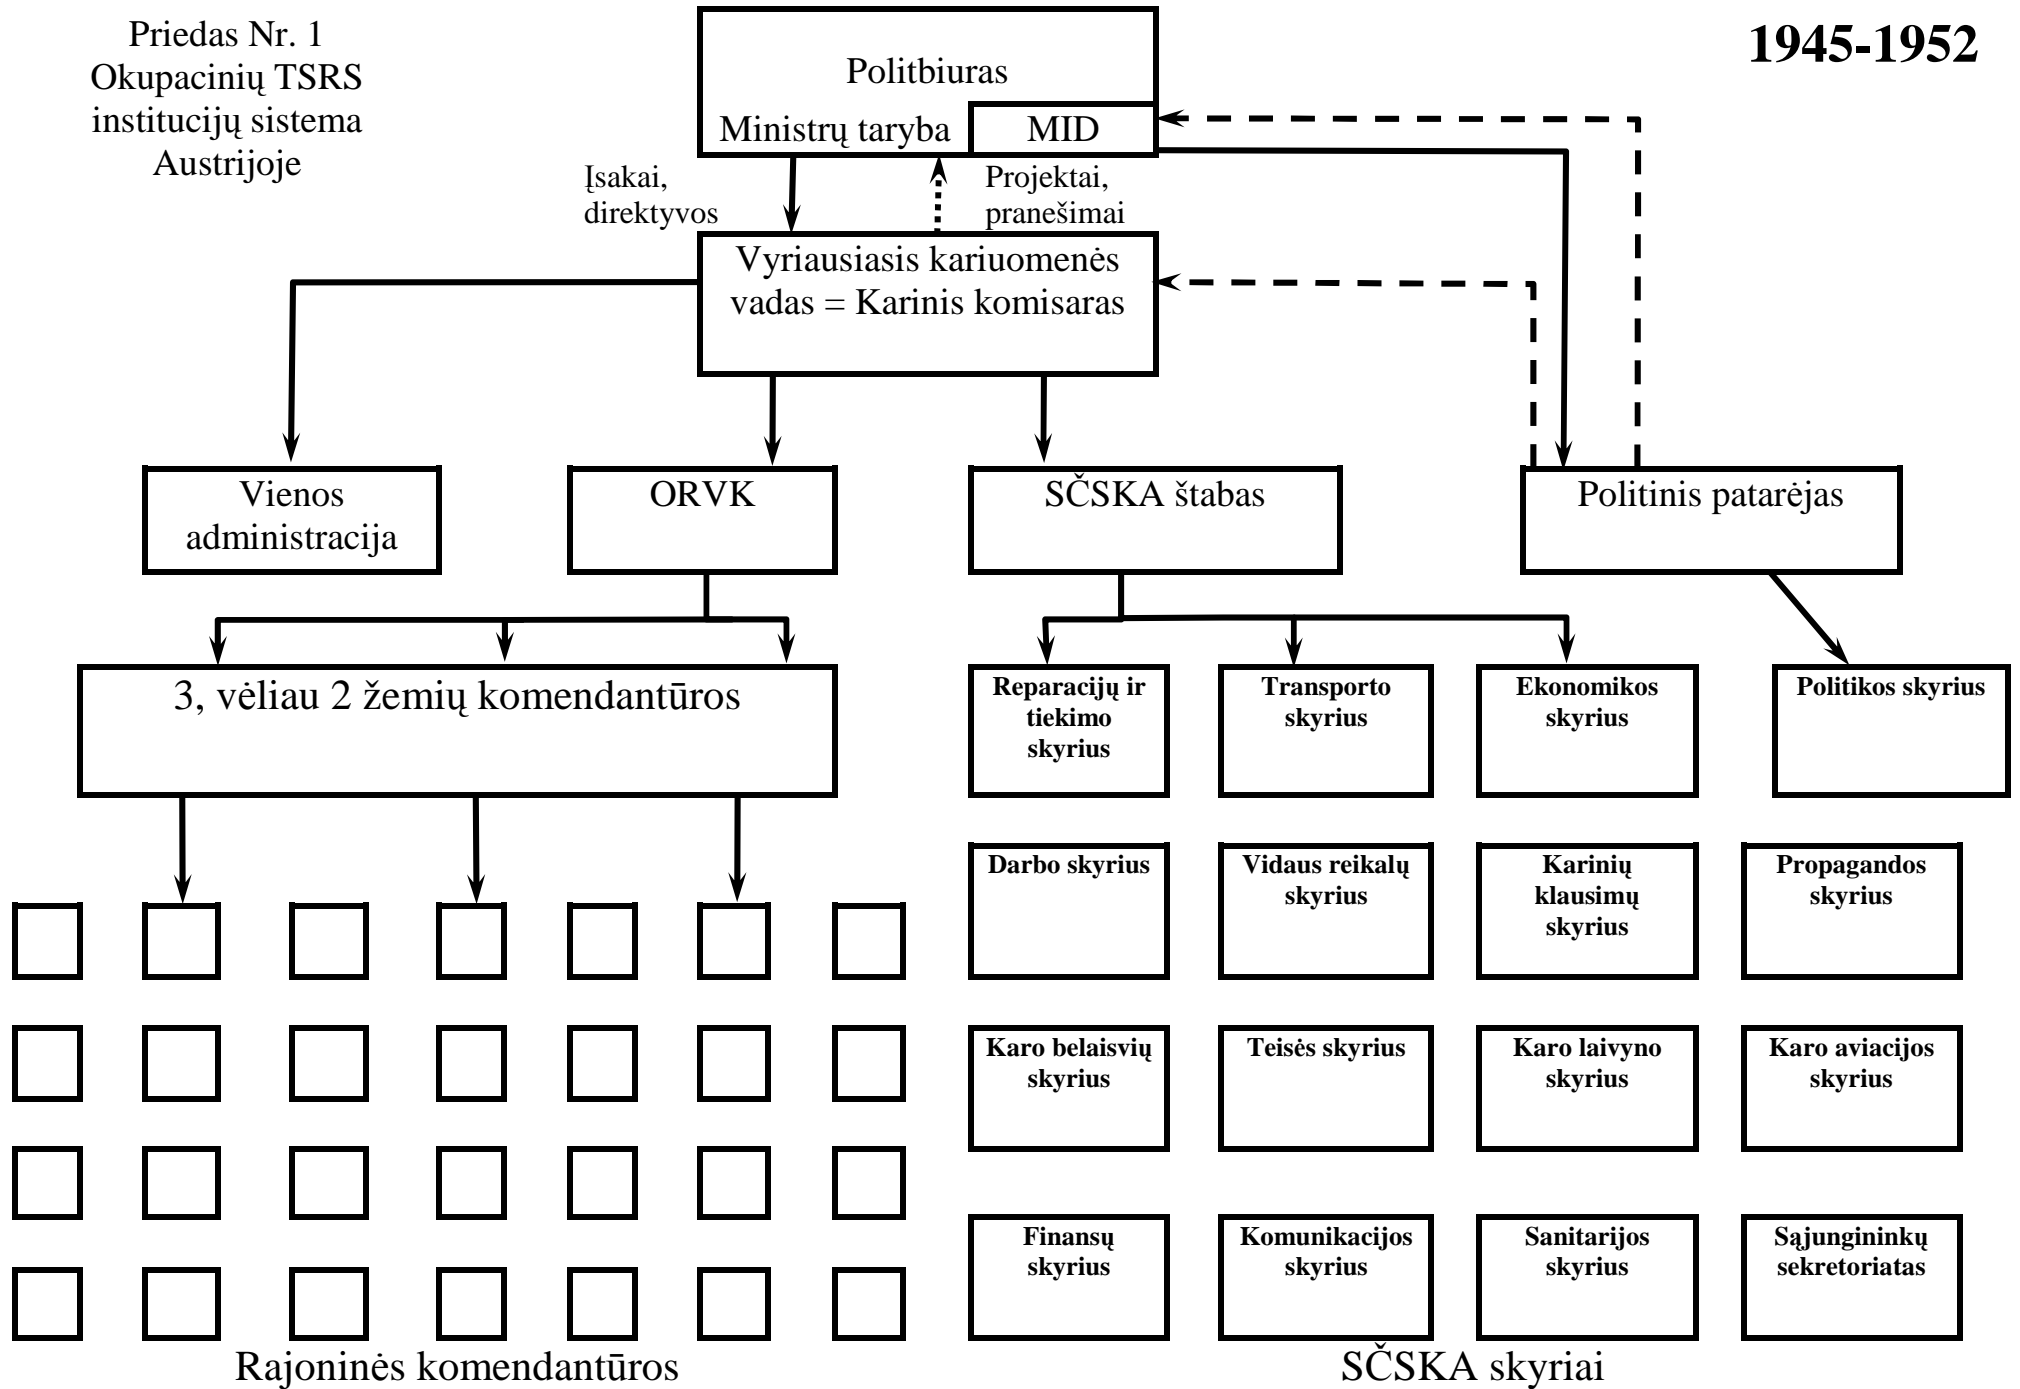 Priedas Nr. 1
Okupacinių TSRS
institucijų sistema
Austrijoje
1945-1952
Politbiuras
Ministrų taryba
MID
Įsakai,
direktyvos
Projektai,
pranešimai
Vyriausiasis kariuomenės
vadas = Karinis komisaras
Vienos
administracija
ORVK
SČSKA štabas
Politinis patarėjas
3, vėliau 2 žemių komendantūros
Reparacijų ir
tiekimo
skyrius
Transporto
skyrius
Ekonomikos
skyrius
Politikos skyrius
Darbo skyrius
Vidaus reikalų
skyrius
Karinių
klausimų
skyrius
Propagandos
skyrius
Karo belaisvių
skyrius
Teisės skyrius
Karo laivyno
skyrius
Karo aviacijos
skyrius
Finansų
skyrius
Komunikacijos
skyrius
Sanitarijos
skyrius
Sąjungininkų
sekretoriatas
Rajoninės komendantūros
SČSKA skyriai